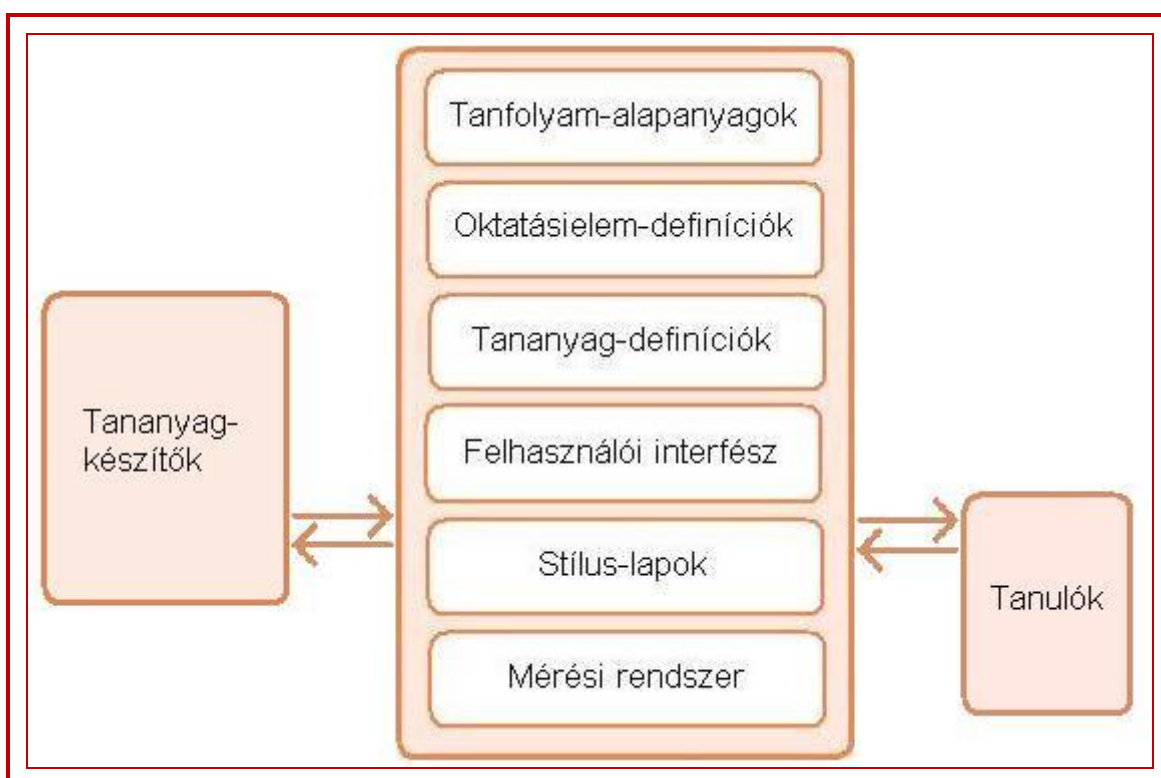 Tananyag-
készítők
Tanfolyam-alapanyagok
Oktatásielem-definíciók
Tananyag-definíciók
Felhasználói interfész
Stílus-lapok
Mérési rendszer
Tanulók